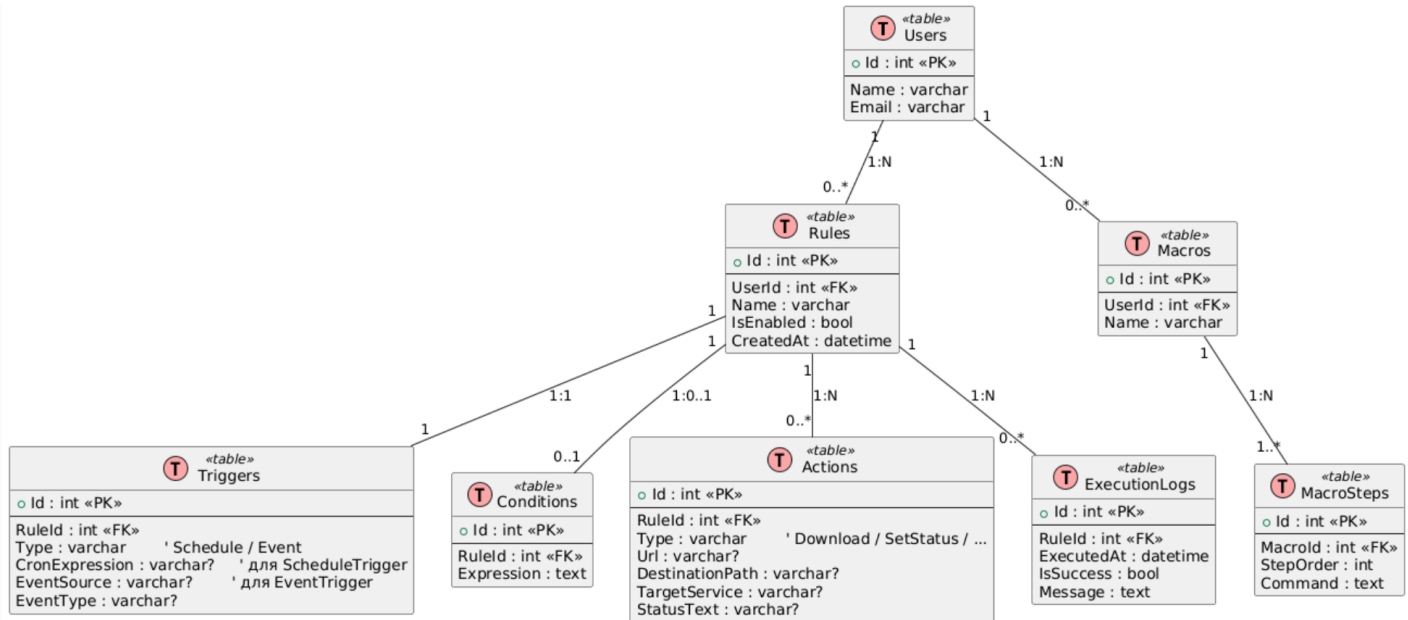 T
«table»
Users
Id : int «PK»
Name : varchar
Email : varchar
1
1
1:N
1:N
0..*
0..*
T
«table»
Rules
Id : int «PK»
UserId : int «FK»
Name : varchar
IsEnabled : bool
CreatedAt : datetime
T
«table»
Macros
Id : int «PK»
UserId : int «FK»
Name : varchar
1
1
1
1
1
1:1
1:0..1
1:N
1:N
1:N
1
0..1
0..*
0..*
1..*
T
«table»
Triggers
Id : int «PK»
RuleId : int «FK»
Type : varchar ' Schedule / Event
CronExpression : varchar? ' для ScheduleTrigger
EventSource : varchar? ' для EventTrigger
EventType : varchar?
T
«table»
Conditions
Id : int «PK»
RuleId : int «FK»
Expression : text
T
«table»
Actions
Id : int «PK»
RuleId : int «FK»
Type : varchar ' Download / SetStatus / ...
Url : varchar?
DestinationPath : varchar?
TargetService : varchar?
StatusText : varchar?
T
«table»
ExecutionLogs
Id : int «PK»
RuleId : int «FK»
ExecutedAt : datetime
IsSuccess : bool
Message : text
T
«table»
MacroSteps
Id : int «PK»
MacroId : int «FK»
StepOrder : int
Command : text